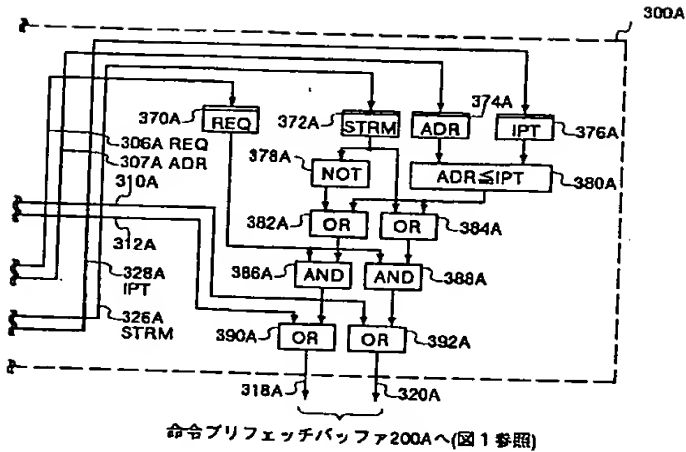 300A
370A
REQ
372A
STRM
374A
ADR
IPT
376A
306A REQ
307A ADR
310A
378A
NOT
ADR≦IPT
380A
382A
OR
OR
384A
312A
386A
AND
AND
388A
328A
IPT
326A
STRM
390A
OR
OR
392A
318A
320A
命令プリフェッチバッファ200Aへ(図1参照)